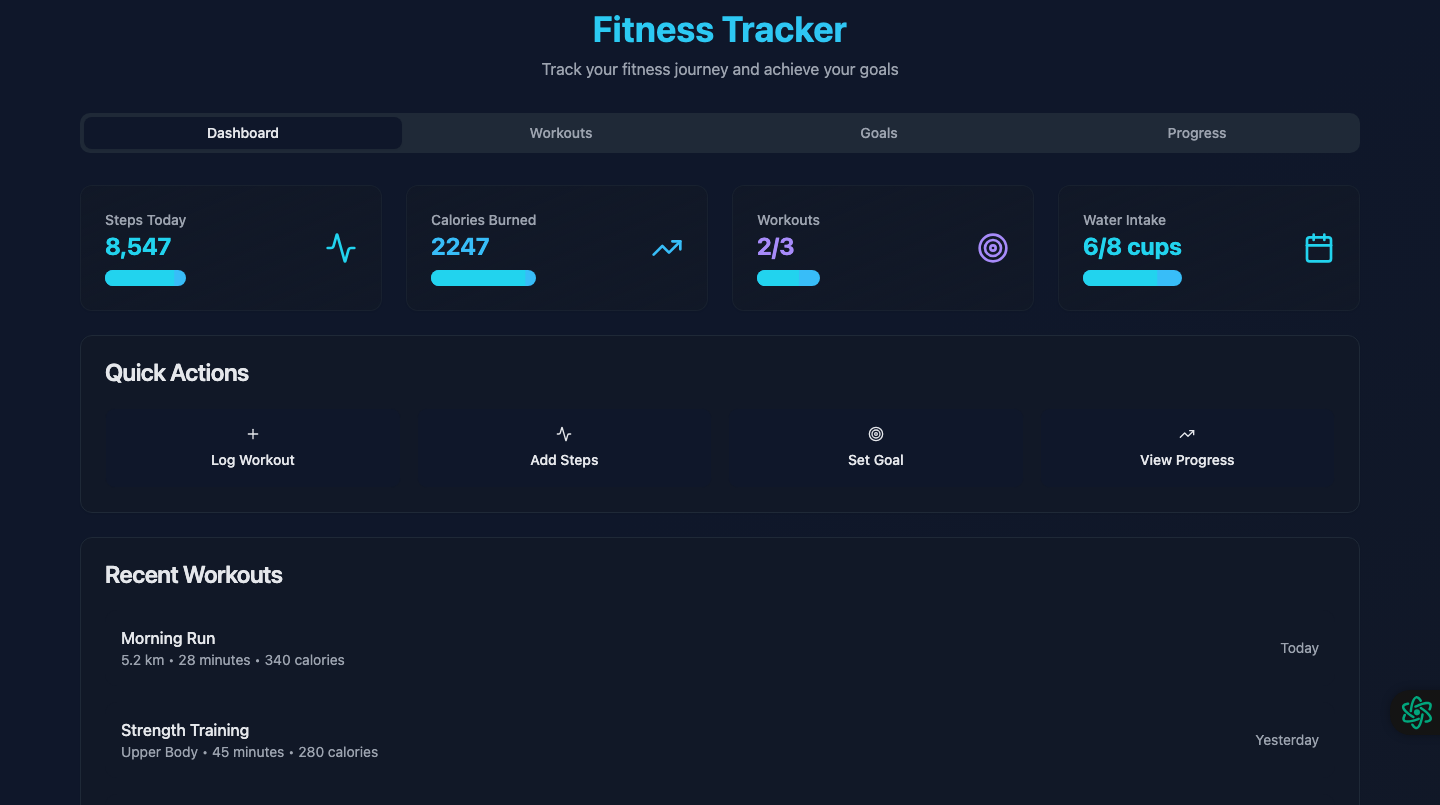 Fitness Tracker
Track your fitness journey and achieve your goals
Dashboard
Workouts
Goals
Progress
Steps Today
8,547
Calories Burned
2247
Workouts
2/3
Water Intake
6/8 cups
Quick Actions
Log Workout
Add Steps
Set Goal
View Progress
Recent Workouts
Morning Run
5.2 km • 28 minutes • 340 calories
Today
Strength Training
Upper Body • 45 minutes • 280 calories
Yesterday